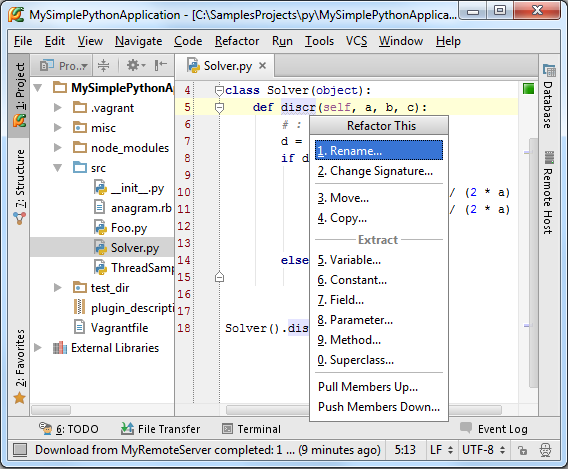 MySimplePythonApplication - [C:\SamplesProjects\py\MySimplePythonApplica...
File Edit View Navigate Code Refactor Run Tools VCS Window Help
1: Project
7: Structure
2: Favorites
Pro...
MySimplePythonA
.vagrant
misc
node_modules
src
__init__.py
anagram.rb
Foo.py
Solver.py
ThreadSamp
test_dir
plugin_descripti
Vagrantfile
External Libraries
Solver.py
4 class Solver(object):
5 def discr(self, a, b, c):
6 # :
7 d =
8 if d
9
10 / (2 * a)
11 / (2 * a)
12
13
14 else
15
16
17
18 Solver().dis
Refactor This
1. Rename...
2. Change Signature...
3. Move...
4. Copy...
Extract
5. Variable...
6. Constant...
7. Field...
8. Parameter...
9. Method...
0. Superclass...
Pull Members Up...
Push Members Down...
Database
Remote Host
6: TODO File Transfer Terminal Event Log
Download from MyRemoteServer completed: 1 ... (9 minutes ago) 5:13 LF UTF-8